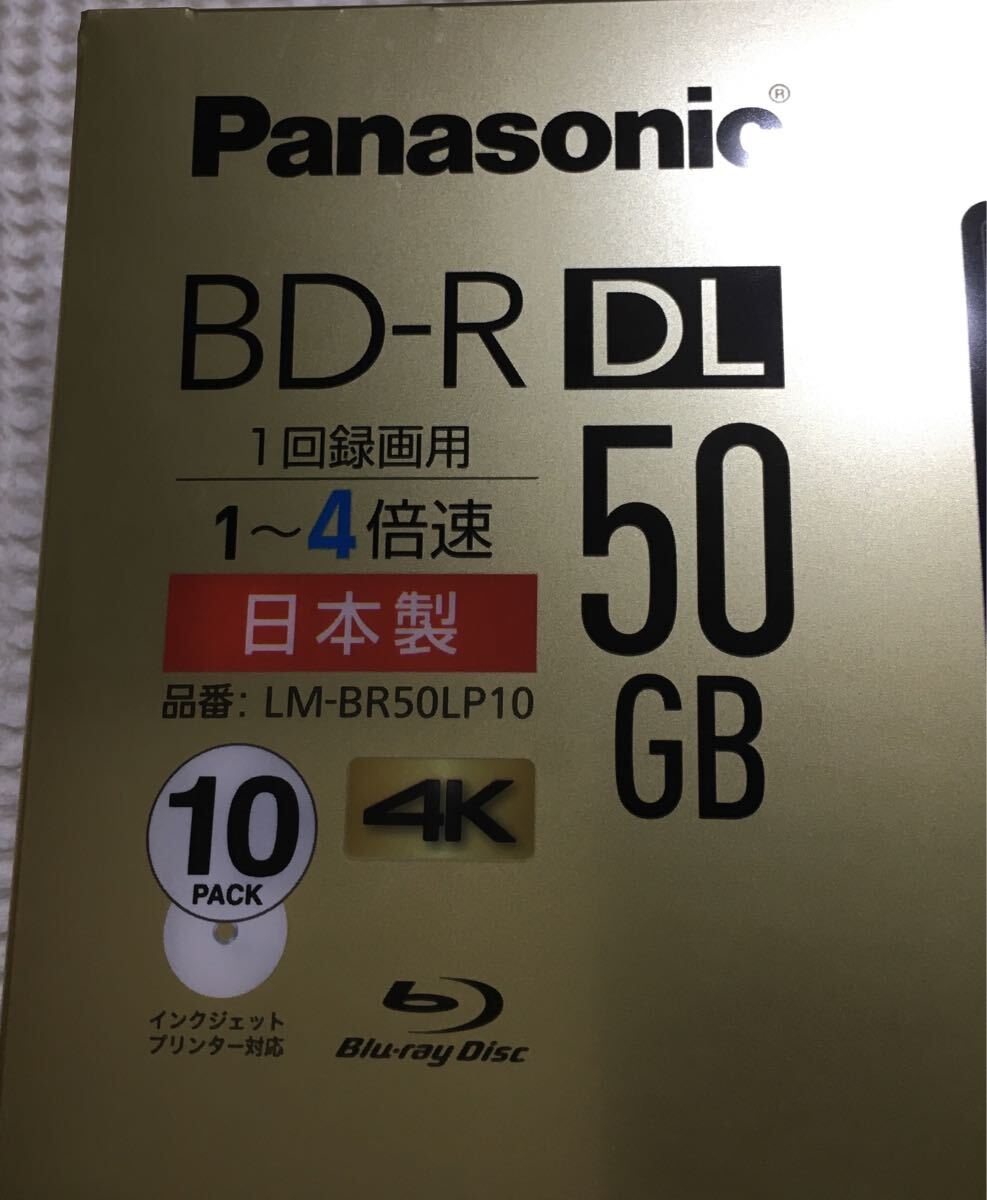 Panasonic®
BD-R DL
1回録画用
1～4倍速
50
GB
日本製
品番: LM-BR50LP10
10
PACK
4K
インクジェット
プリンター対応
Blu-ray Disc